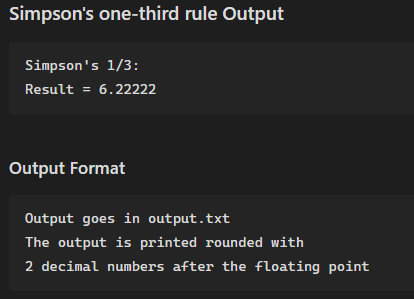 Simpson's one-third rule Output
Simpson's 1/3:
Result = 6.22222
Output Format
Output goes in output.txt
The output is printed rounded with
2 decimal numbers after the floating point